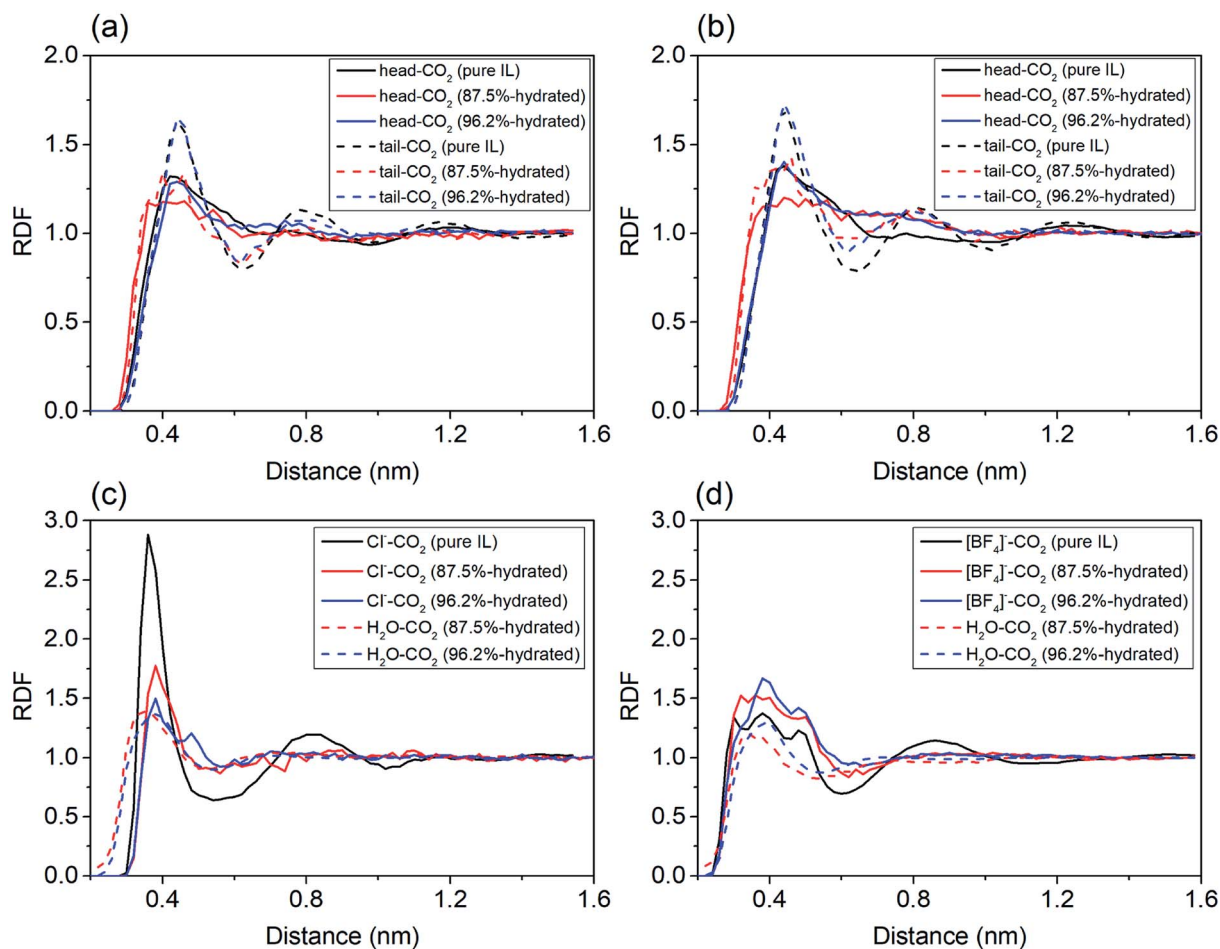 (a)
2.0
1.5
1.0
0.5
0.0
RDF
head-CO₂ (pure IL)
head-CO₂ (87.5%-hydrated)
head-CO₂ (96.2%-hydrated)
tail-CO₂ (pure IL)
tail-CO₂ (87.5%-hydrated)
tail-CO₂ (96.2%-hydrated)
0.4 0.8 1.2 1.6
Distance (nm)
(b)
2.0
1.5
1.0
0.5
0.0
RDF
head-CO₂ (pure IL)
head-CO₂ (87.5%-hydrated)
head-CO₂ (96.2%-hydrated)
tail-CO₂ (pure IL)
tail-CO₂ (87.5%-hydrated)
tail-CO₂ (96.2%-hydrated)
0.4 0.8 1.2 1.6
Distance (nm)
(c)
3.0
2.5
2.0
1.5
1.0
0.5
0.0
RDF
Cl⁻-CO₂ (pure IL)
Cl⁻-CO₂ (87.5%-hydrated)
Cl⁻-CO₂ (96.2%-hydrated)
H₂O-CO₂ (87.5%-hydrated)
H₂O-CO₂ (96.2%-hydrated)
0.4 0.8 1.2 1.6
Distance (nm)
(d)
3.0
2.5
2.0
1.5
1.0
0.5
0.0
RDF
[BF₄]⁻-CO₂ (pure IL)
[BF₄]⁻-CO₂ (87.5%-hydrated)
[BF₄]⁻-CO₂ (96.2%-hydrated)
H₂O-CO₂ (87.5%-hydrated)
H₂O-CO₂ (96.2%-hydrated)
0.4 0.8 1.2 1.6
Distance (nm)